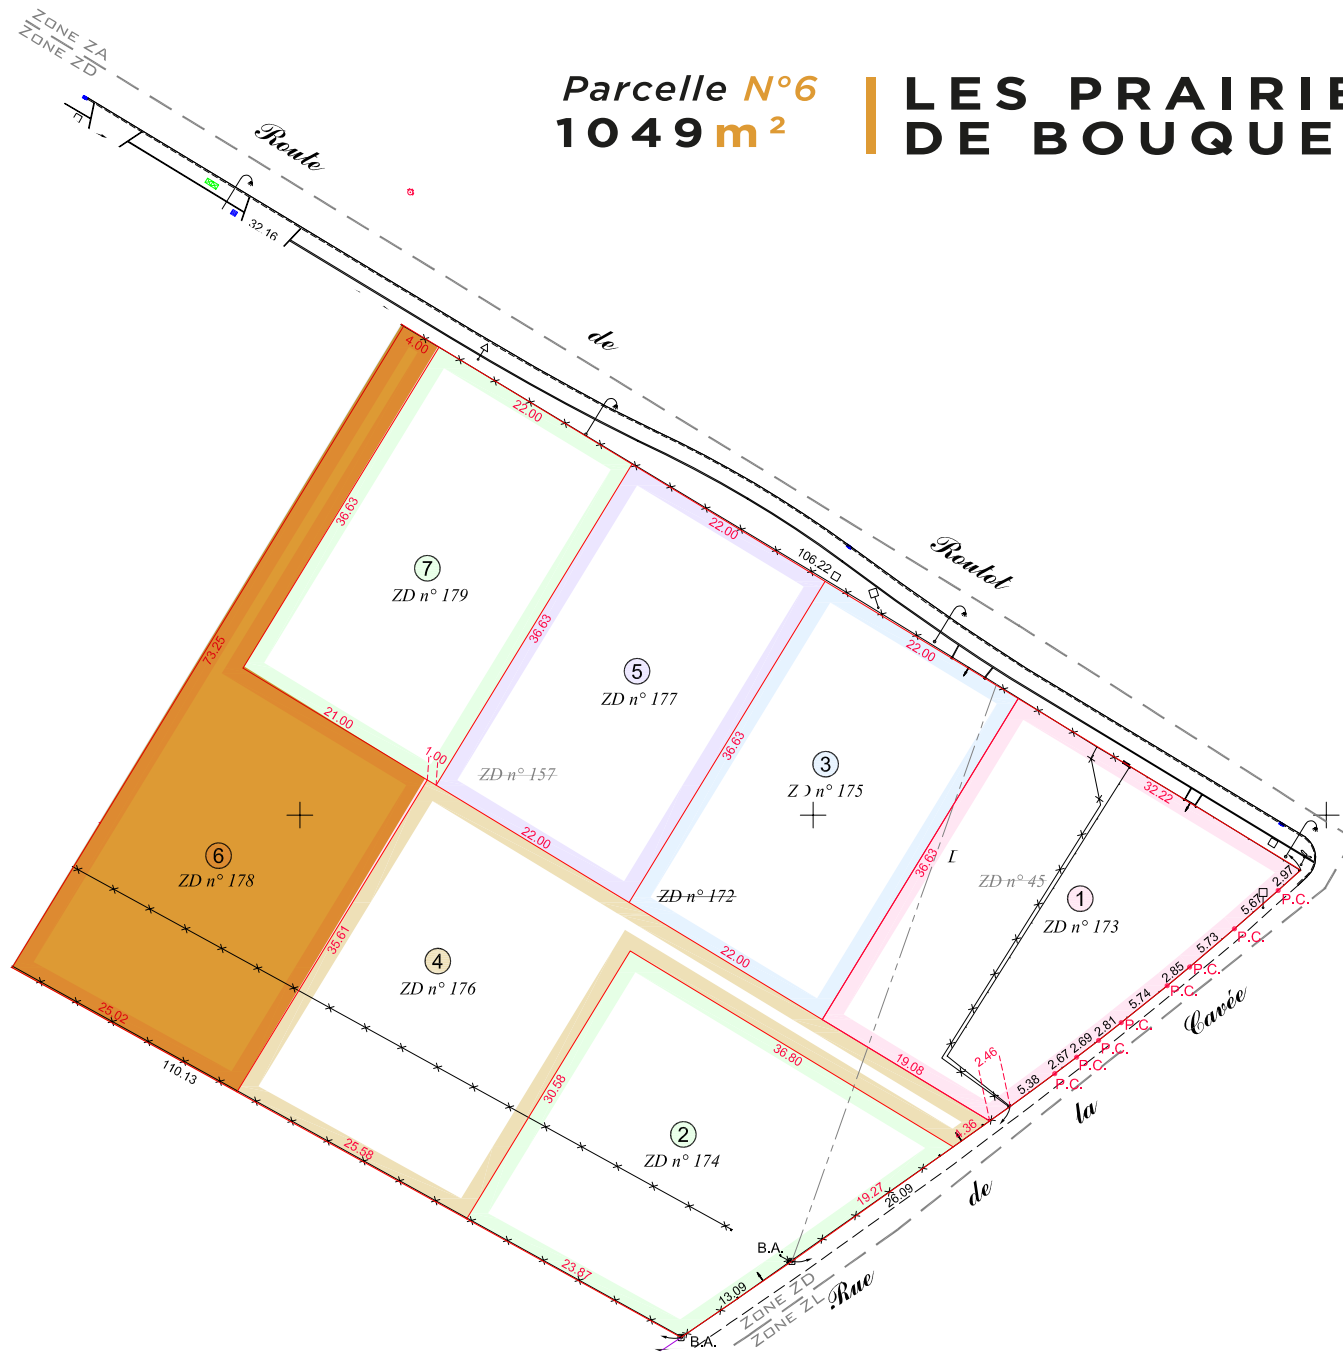 ZONE ZA
ZONE ZD
Parcelle N°6
1049 m²
LES PRAIRIE
DE BOUQUE
Route
32.16
de
4.00
22.00
36.63
7
ZD n° 179
22.00
106.22
Routot
36.63
5
ZD n° 177
22.00
73.25
21.00
1.00
ZD n° 157
36.63
3
ZD n° 175
32.22
22.00
6
ZD n° 178
ZD n° 172
36.63
ZD n° 45
1
ZD n° 173
2.97
P.C.
5.67
P.C.
5.73
P.C.
2.85
P.C.
5.74
P.C.
2.81
P.C.
2.69
P.C.
2.67
P.C.
5.38
Cavée
35.61
4
ZD n° 176
22.00
25.02
110.13
36.80
19.08
2.46
la
30.58
2
ZD n° 174
4.36
25.58
19.27
26.09
de
23.87
B.A.
13.09
ZONE ZD
ZONE ZL
Rue
B.A.